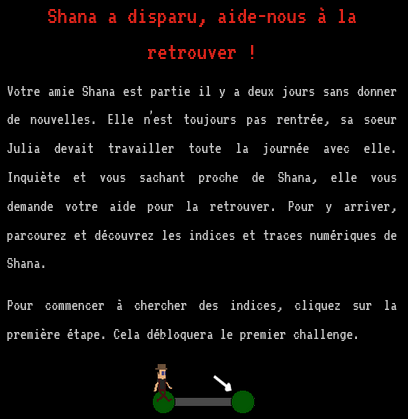 Shana a disparu, aide-nous à la
retrouver !
Votre amie Shana est partie il y a deux jours sans donner
de nouvelles. Elle n'est toujours pas rentrée, sa soeur
Julia devait travailler toute la journée avec elle.
Inquiète et vous sachant proche de Shana, elle vous
demande votre aide pour la retrouver. Pour y arriver,
parcourez et découvrez les indices et traces numériques de
Shana.
Pour commencer à chercher des indices, cliquez sur la
première étape. Cela débloquera le premier challenge.